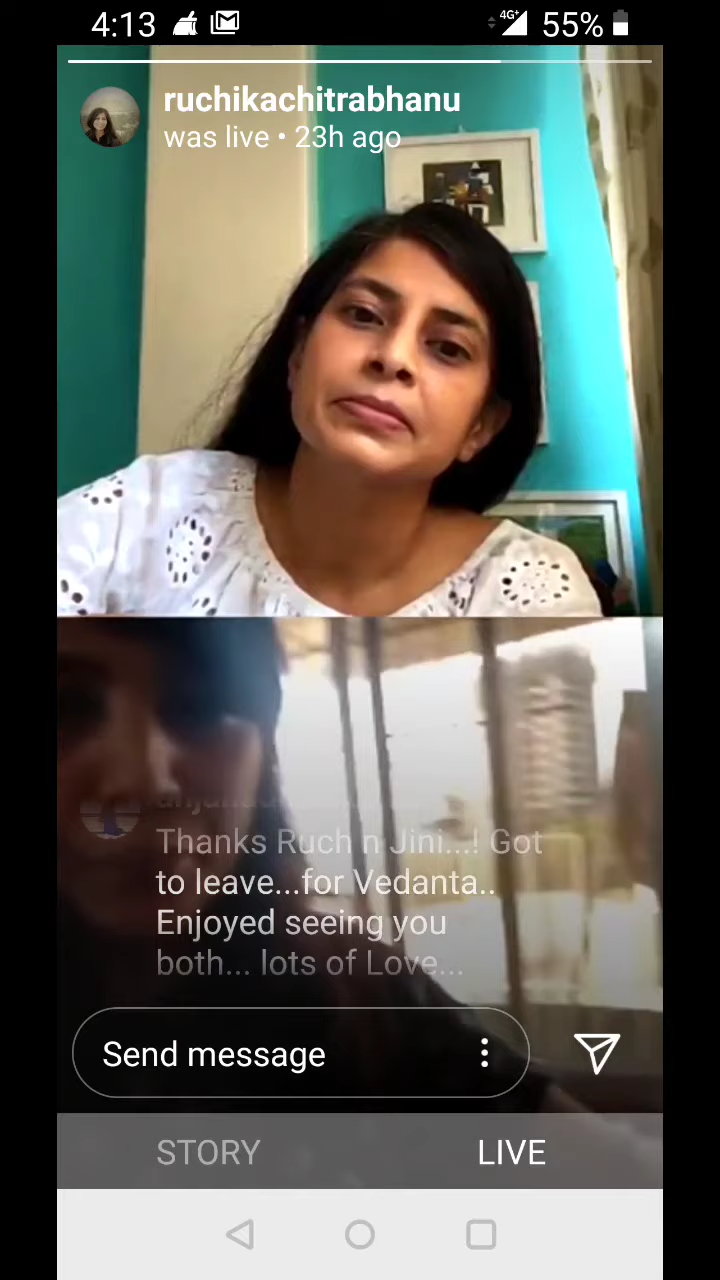 4:13
4G+ 55%
ruchikachitrabhanu
was live • 23h ago
Thanks Ruch n Jini...! Got
to leave...for Vedanta..
Enjoyed seeing you
both... lots of Love...
Send message
STORY LIVE